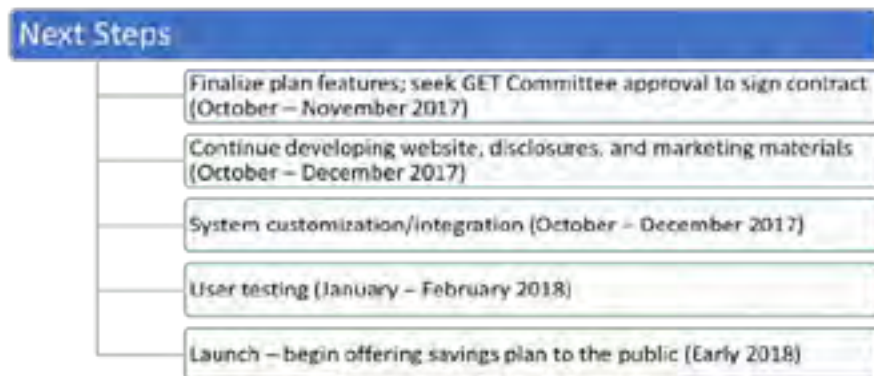 Next Steps
Finalize plan features; seek GET Committee approval to sign contract
(October – November 2017)
Continue developing website, disclosures, and marketing materials
(October – December 2017)
System customization/integration (October – December 2017)
User testing (January – February 2018)
Launch – begin offering savings plan to the public (Early 2018)